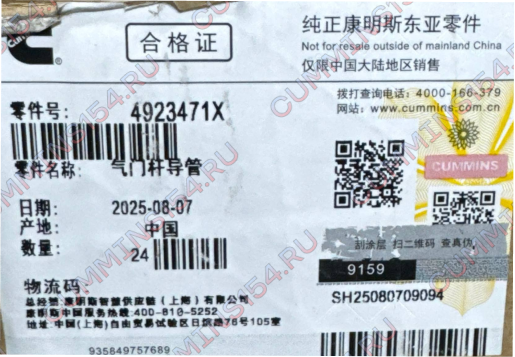 Cummins
合格证
纯正康明斯东亚零件
Not for resale outside of mainland China
仅限中国大陆地区销售
拨打查询电话：4000-166-379
网站：www.cummins.com.cn
零件号： 4923471X
零件名称： 气门杆导管
CUMMINS
日期： 2025-08-07
产地： 中国
数量： 24
刮涂层 扫二维码 查真伪
9159
物流码：
SH25080709094
总经理:康明斯智慧供应链（上海）有限公司
康明斯中国服务热线:400-810-5252
地址:中国(上海)自由贸易试验区日滨路76号105室
935849757689
CUMMINS154.RU